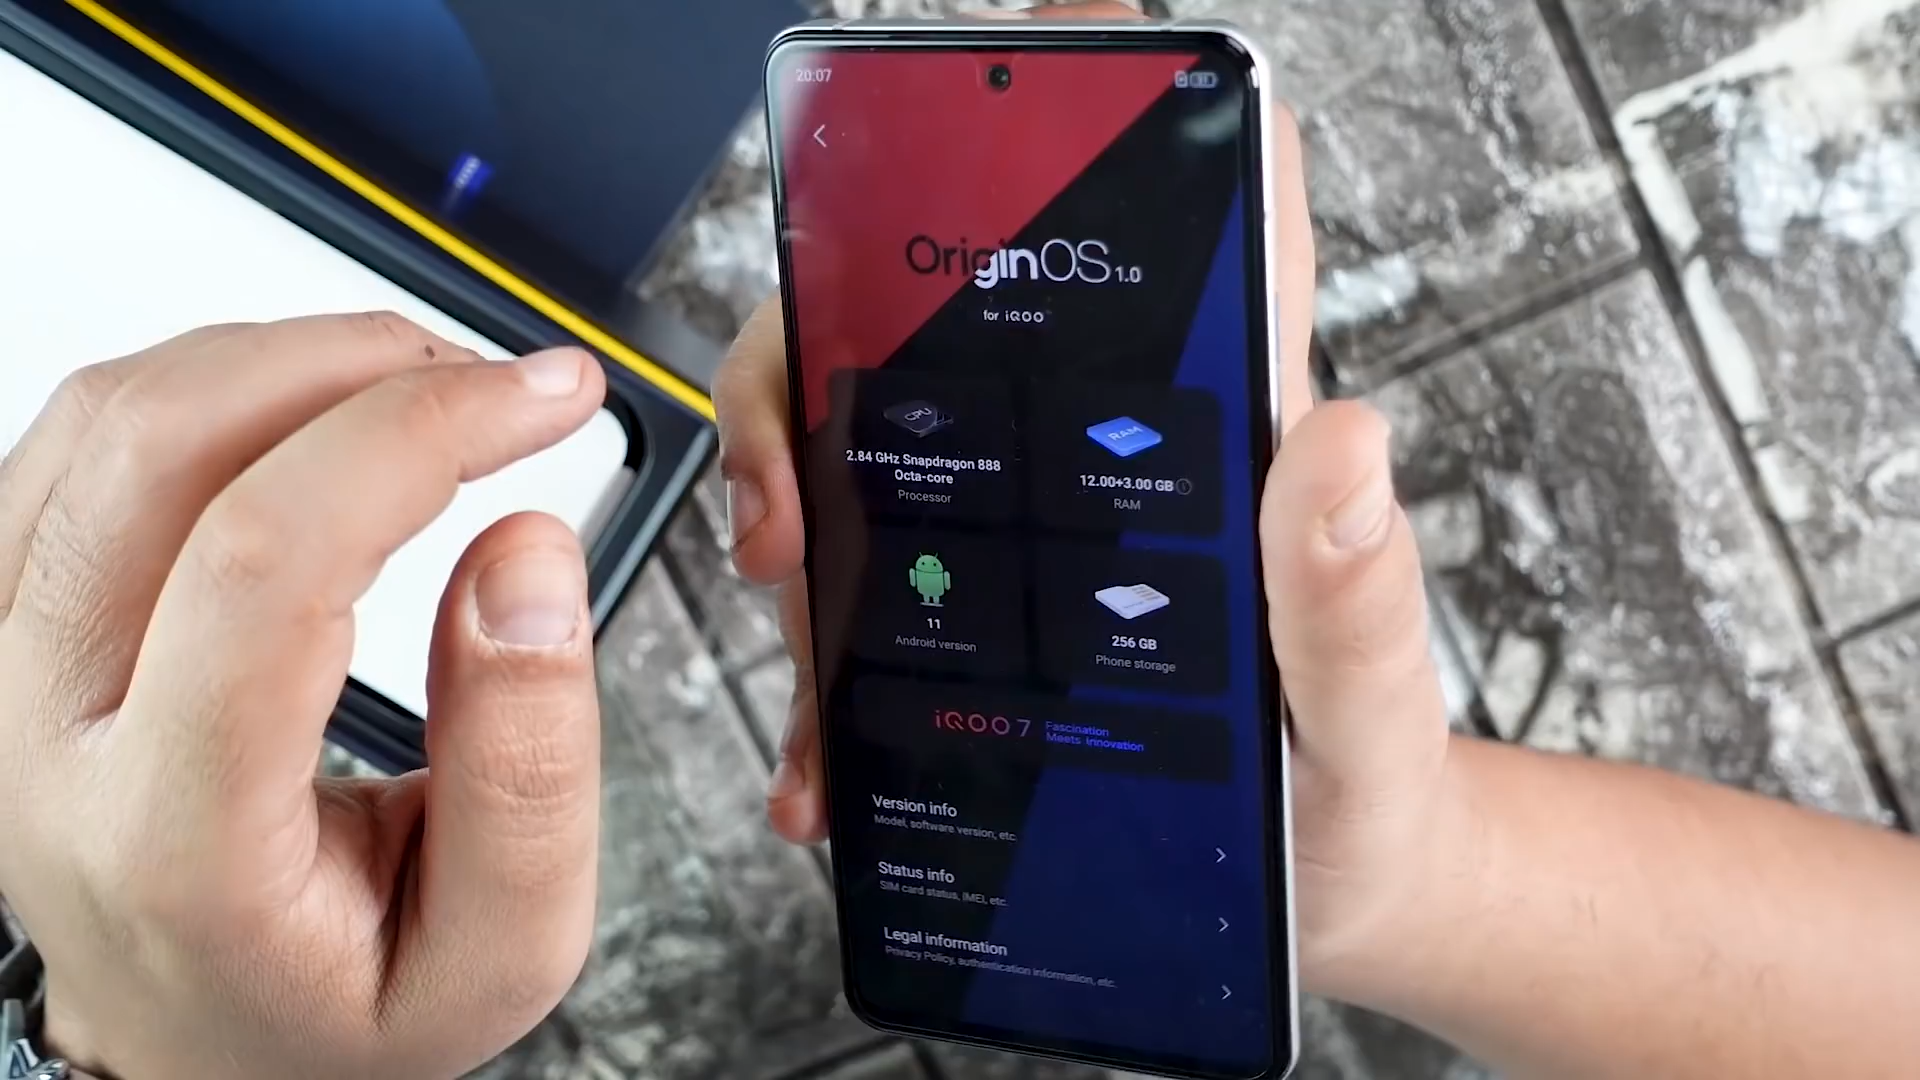 20:07
OriginOS 1.0
for iQOO
CPU
2.84 GHz Snapdragon 888
Octa-core
Processor
RAM
12.00+3.00 GB
RAM
11
Android version
256 GB
Phone storage
iQOO 7
Fascination
Meets Innovation
Version info
Model, software version, etc.
Status info
SIM card status, IMEI, etc.
Legal information
Privacy Policy, authentication information, etc.